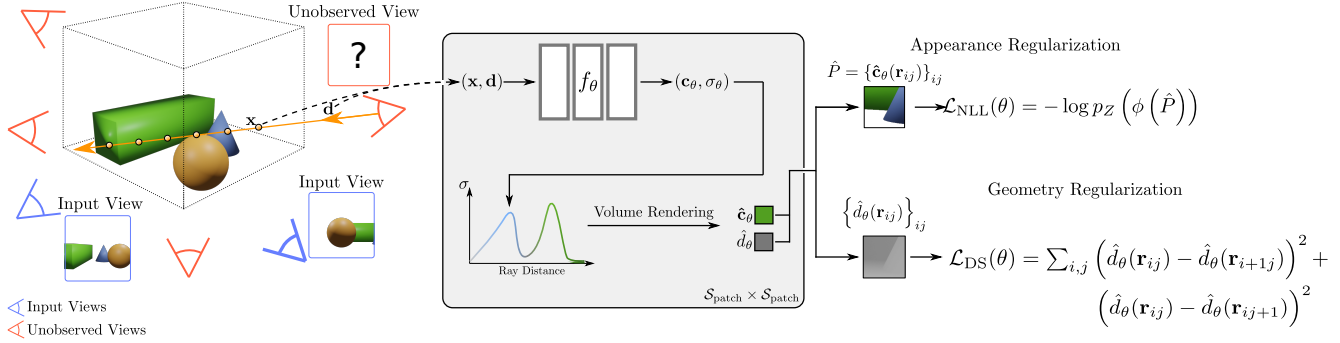 Unobserved View
?
x
d
Input View
Input View
Input Views
Unobserved Views
(x, d)
f_θ
(c_θ, σ_θ)
σ
Ray Distance
Volume Rendering
ĉ_θ
d̂_θ
S_patch × S_patch
Appearance Regularization
P̂ = {ĉ_θ(r_ij)}_ij
L_NLL(θ) = − log p_Z (ϕ (P̂))
Geometry Regularization
{d̂_θ(r_ij)}_ij
L_DS(θ) = ∑_i,j (d̂_θ(r_ij) − d̂_θ(r_i+1j))² +
(d̂_θ(r_ij) − d̂_θ(r_ij+1))²